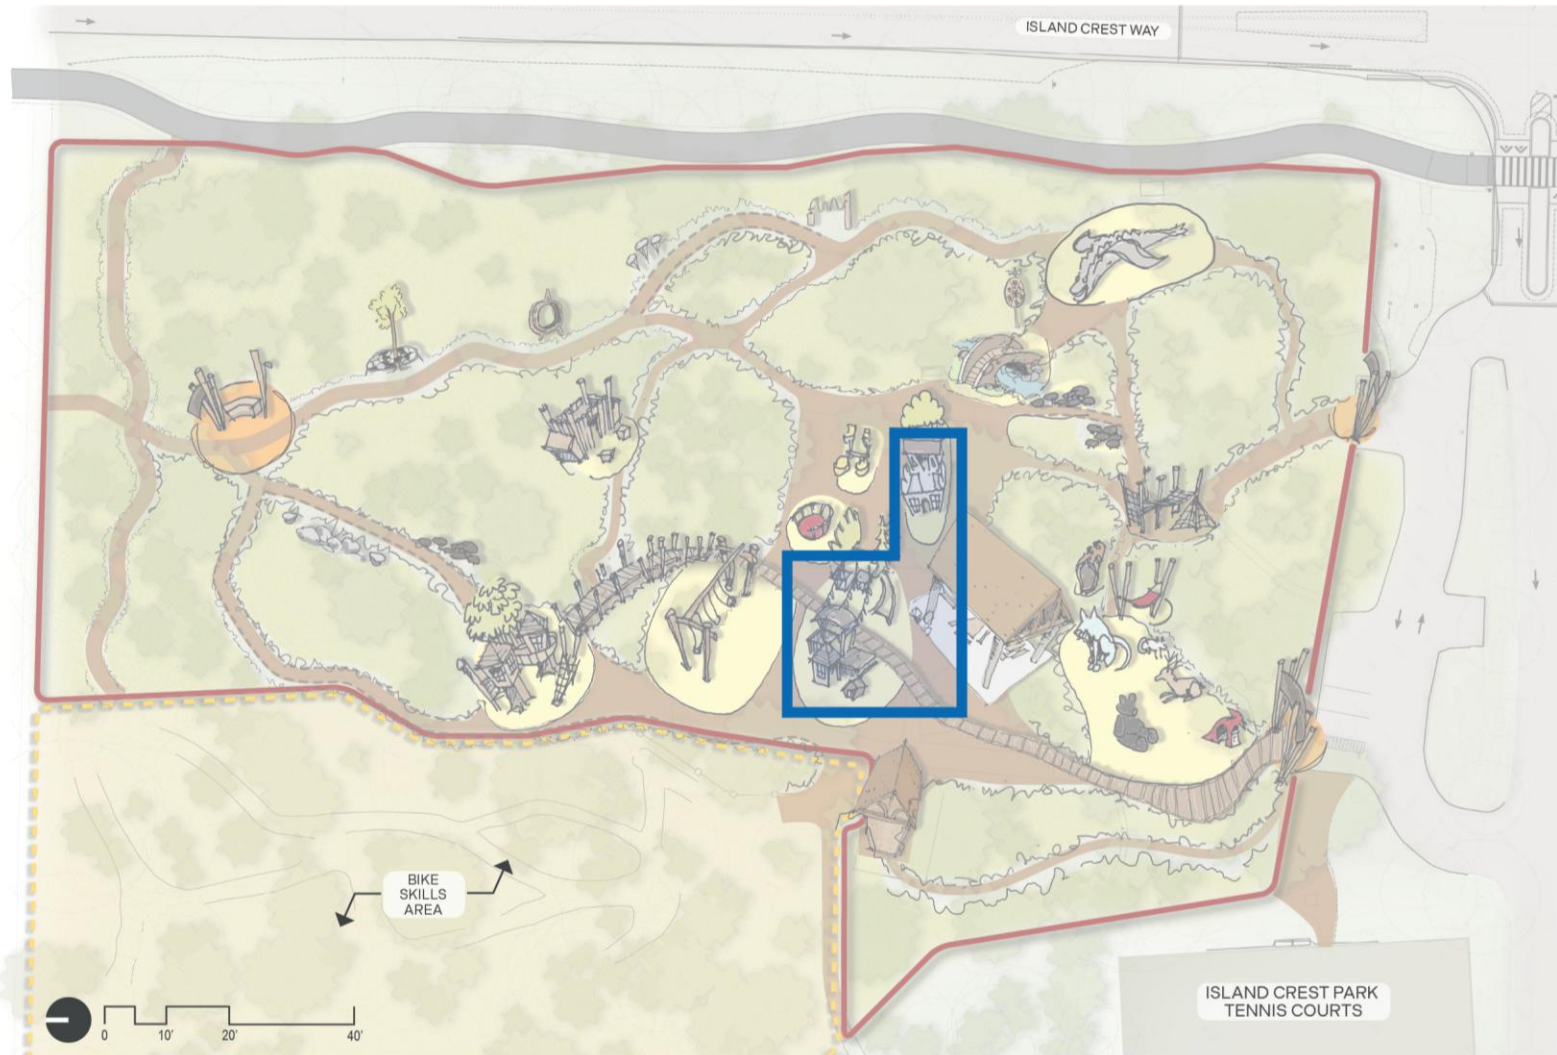 ISLAND CREST WAY
BIKE
SKILLS
AREA
ISLAND CREST PARK
TENNIS COURTS
0 10' 20' 40'